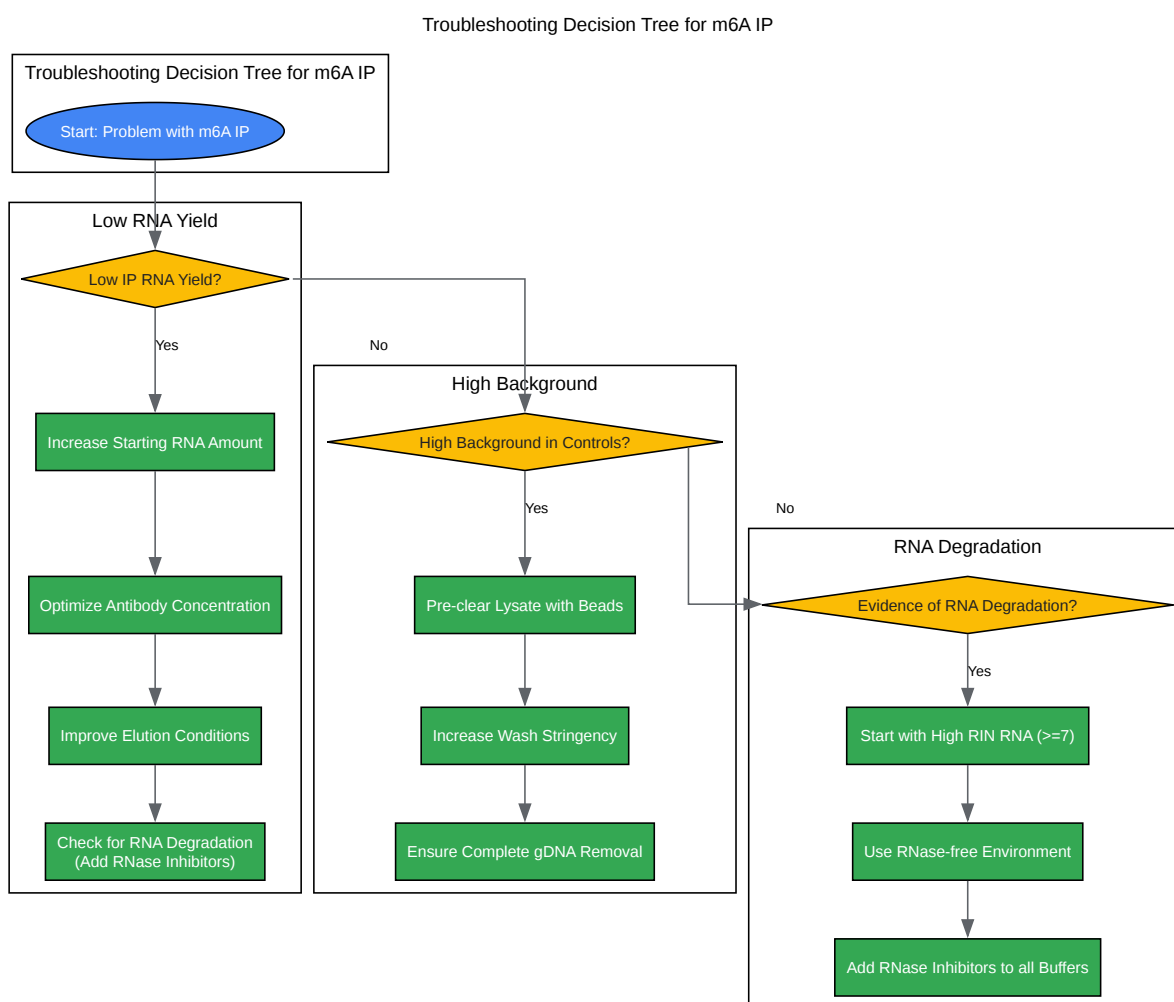 Troubleshooting Decision Tree for m6A IP
Troubleshooting Decision Tree for m6A IP
Start: Problem with m6A IP
Low RNA Yield
Low IP RNA Yield?
Yes
No
Increase Starting RNA Amount
Optimize Antibody Concentration
Improve Elution Conditions
Check for RNA Degradation
(Add RNase Inhibitors)
High Background
High Background in Controls?
Yes
No
Pre-clear Lysate with Beads
Increase Wash Stringency
Ensure Complete gDNA Removal
RNA Degradation
Evidence of RNA Degradation?
Yes
Start with High RIN RNA (>=7)
Use RNase-free Environment
Add RNase Inhibitors to all Buffers